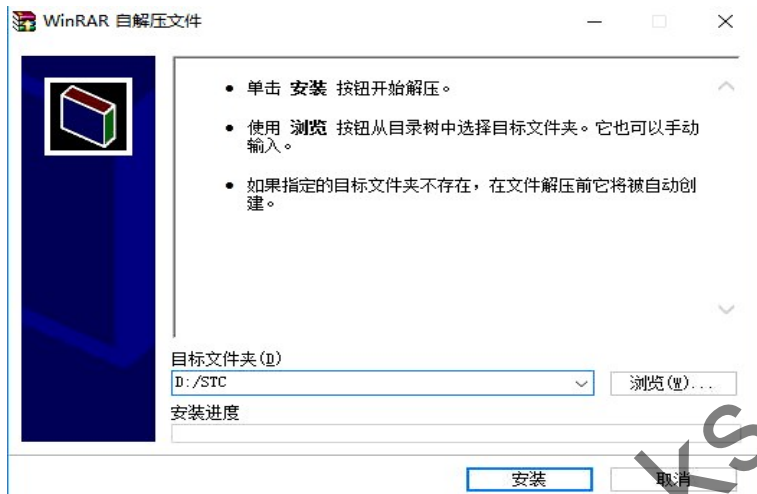 WinRAR 自解压文件
• 单击 安装 按钮开始解压。
• 使用 浏览 按钮从目录树中选择目标文件夹。它也可以手动
输入。
• 如果指定的目标文件夹不存在，在文件解压前它将被自动创
建。
目标文件夹(D)
D:/STC
浏览(W)...
安装进度
安装
取消
KS